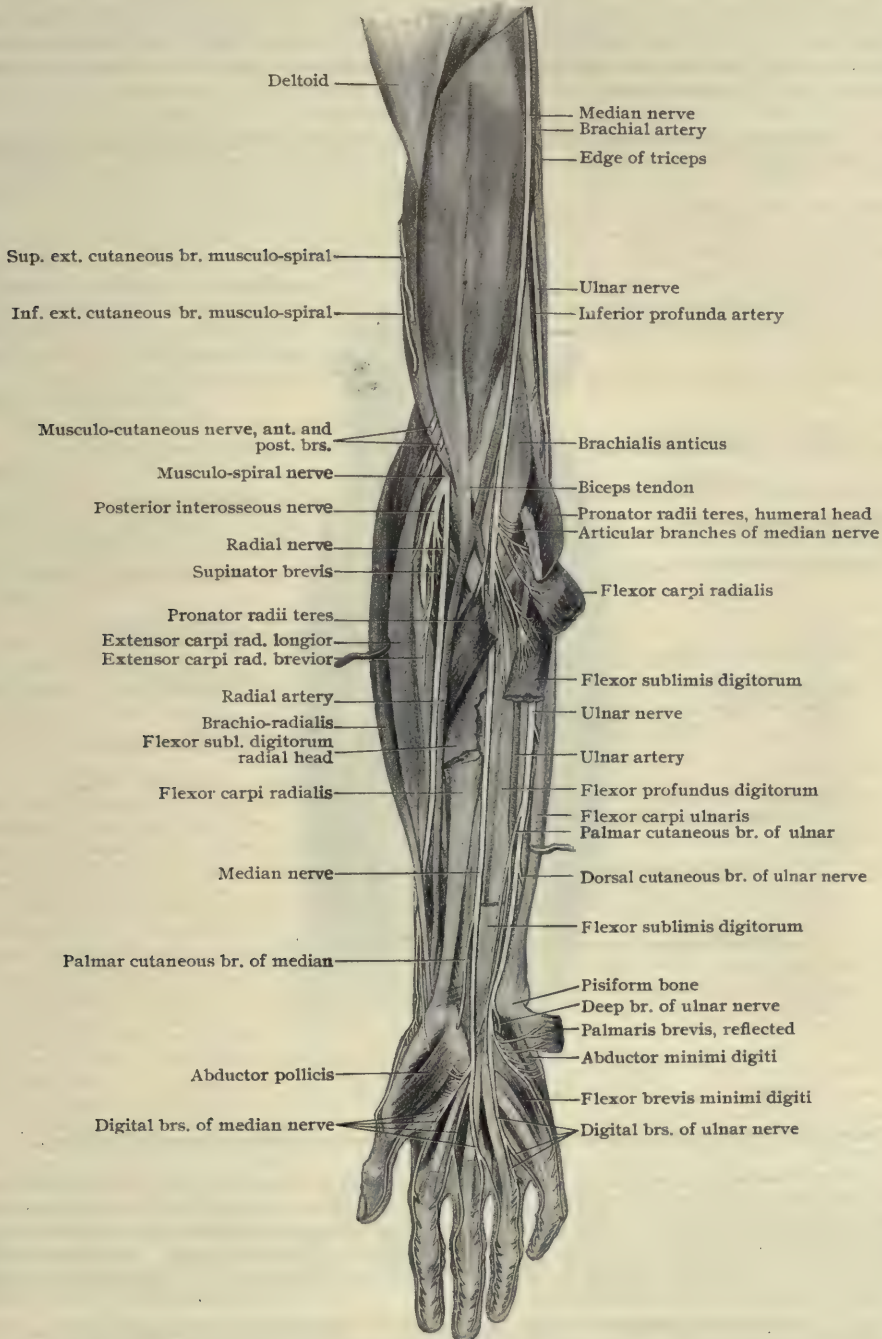 Deltoid
Sup. ext. cutaneous br. musculo-spiral
Inf. ext. cutaneous br. musculo-spiral
Musculo-cutaneous nerve, ant. and
post. brs.
Musculo-spiral nerve
Posterior interosseous nerve
Radial nerve
Supinator brevis
Pronator radii teres
Extensor carpi rad. longior
Extensor carpi rad. brevior
Radial artery
Brachio-radialis
Flexor subl. digitorum
radial head
Flexor carpi radialis
Median nerve
Palmar cutaneous br. of median
Abductor pollicis
Digital brs. of median nerve
Median nerve
Brachial artery
Edge of triceps
Ulnar nerve
Inferior profunda artery
Brachialis anticus
Biceps tendon
Pronator radii teres, humeral head
Articular branches of median nerve
Flexor carpi radialis
Flexor sublimis digitorum
Ulnar nerve
Ulnar artery
Flexor profundus digitorum
Flexor carpi ulnaris
Palmar cutaneous br. of ulnar
Dorsal cutaneous br. of ulnar nerve
Flexor sublimis digitorum
Pisiform bone
Deep br. of ulnar nerve
Palmaris brevis, reflected
Abductor minimi digiti
Flexor brevis minimi digiti
Digital brs. of ulnar nerve